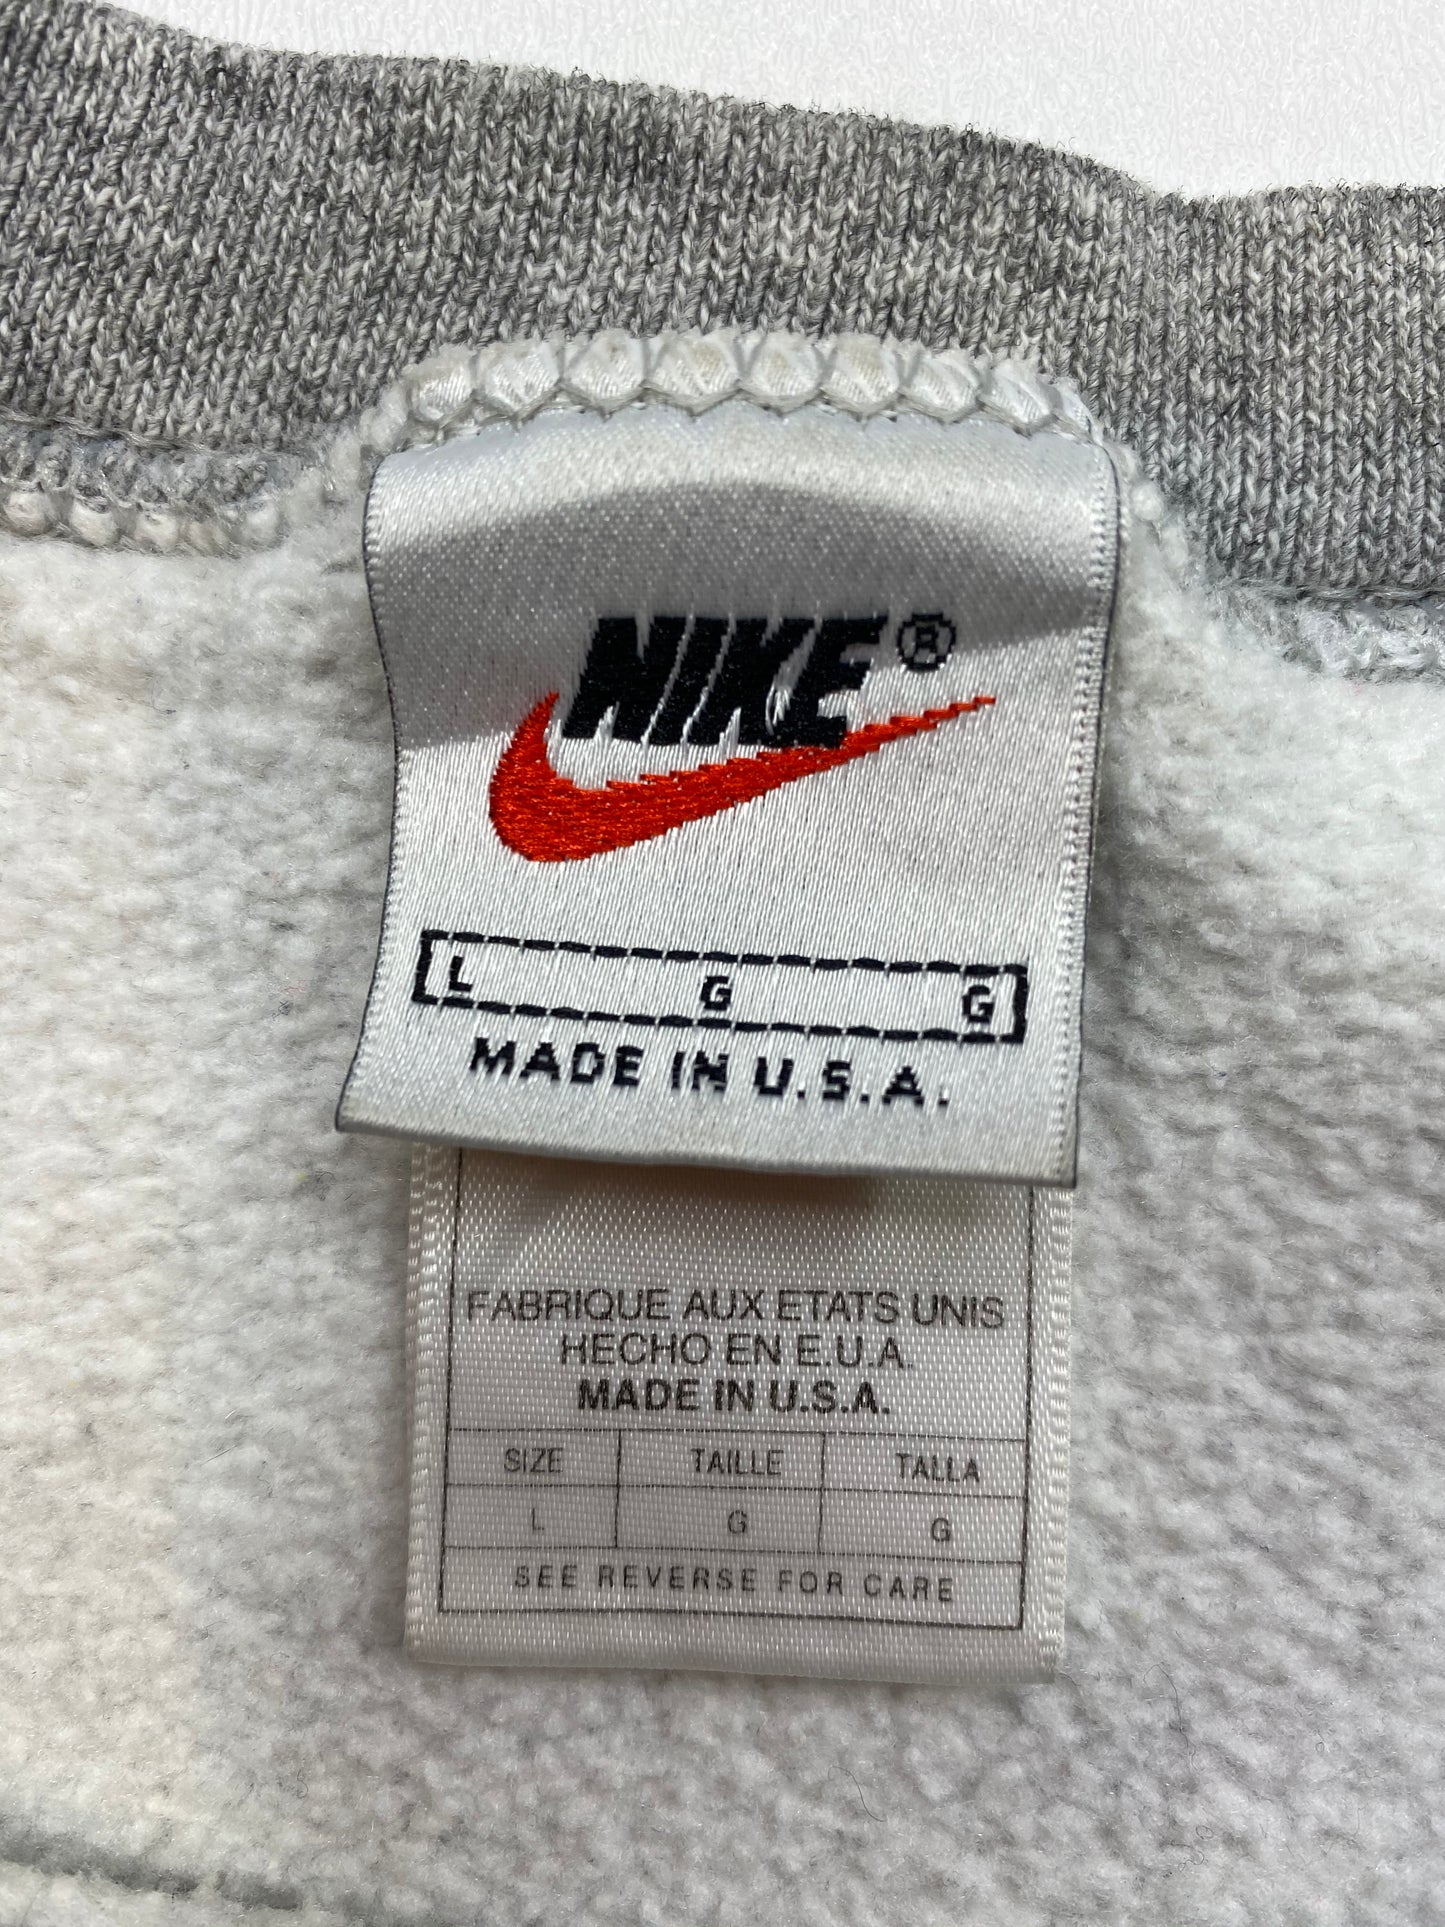 NIKE®
L G G
MADE IN U.S.A.
FABRIQUE AUX ETATS UNIS
HECHO EN E.U.A.
MADE IN U.S.A.
SIZE TAILLE TALLA
L G G
SEE REVERSE FOR CARE